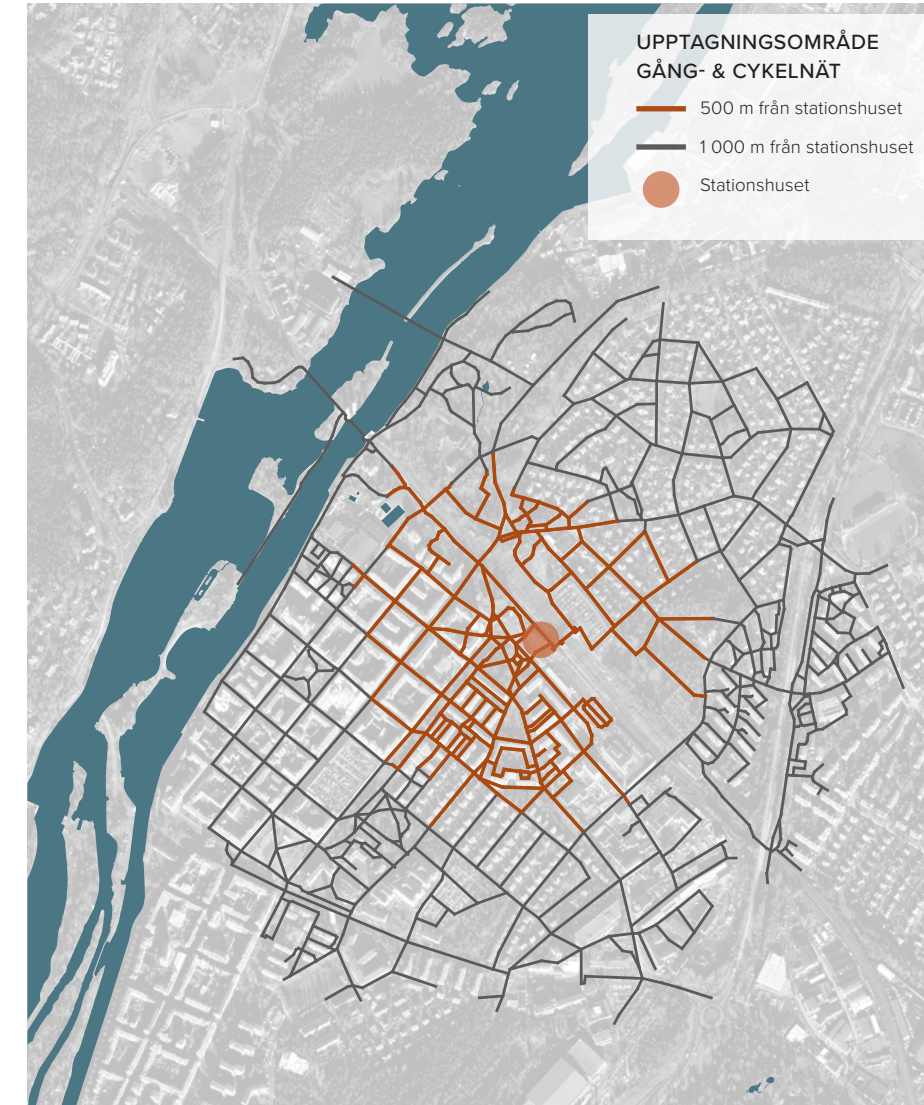 UPPTAGNINGSOMRÅDE
GÅNG- & CYKELNÄT
500 m från stationshuset
1 000 m från stationshuset
Stationshuset